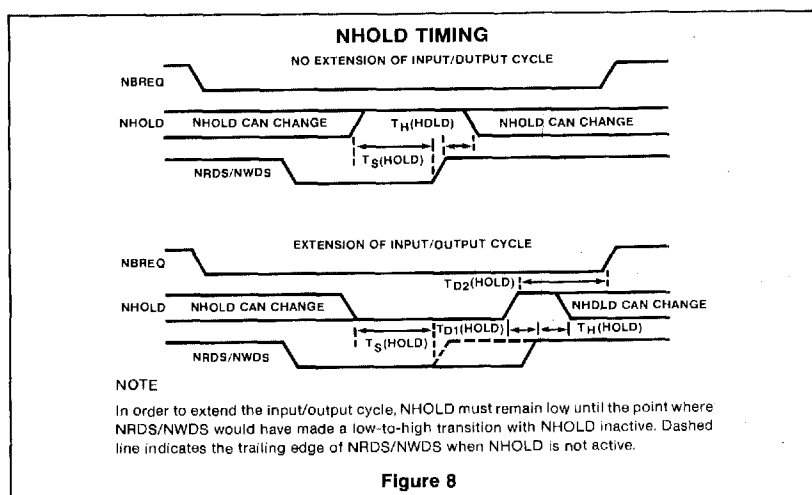 NHOLD TIMING
NO EXTENSION OF INPUT/OUTPUT CYCLE
NBREQ
NHOLD
NHOLD CAN CHANGE
TH(HOLD)
NHOLD CAN CHANGE
TS(HOLD)
NRDS/NWDS
EXTENSION OF INPUT/OUTPUT CYCLE
NBREQ
TD2(HOLD)
NHOLD
NHOLD CAN CHANGE
NHOLD CAN CHANGE
TD1(HOLD)
TH(HOLD)
TS(HOLD)
NRDS/NWDS
NOTE
In order to extend the input/output cycle, NHOLD must remain low until the point where
NRDS/NWDS would have made a low-to-high transition with NHOLD inactive. Dashed
line indicates the trailing edge of NRDS/NWDS when NHOLD is not active.
Figure 8